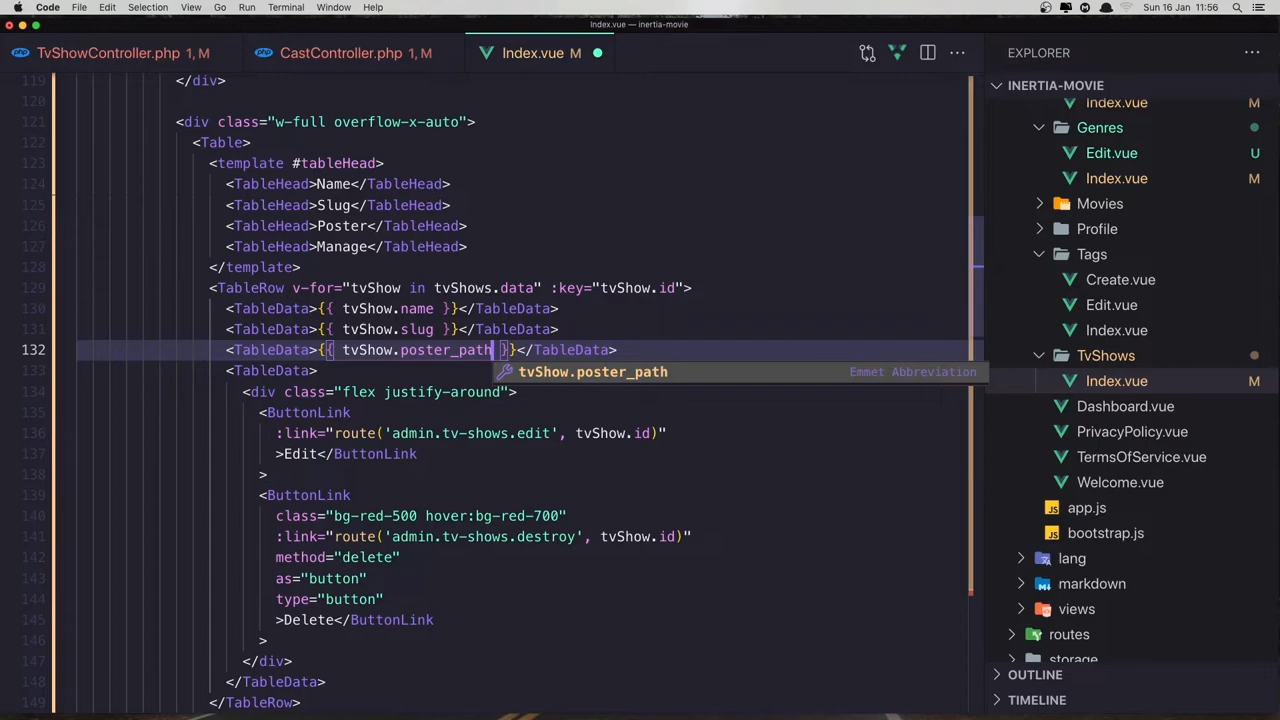 Code File Edit Selection View Go Run Terminal Window Help Sun 16 Jan 11:56
Index.vue — inertia-movie
TvShowController.php 1, M CastController.php 1, M Index.vue M
119 </div>
120
121 <div class="w-full overflow-x-auto">
122 <Table>
123 <template #tableHead>
124 <TableHead>Name</TableHead>
125 <TableHead>Slug</TableHead>
126 <TableHead>Poster</TableHead>
127 <TableHead>Manage</TableHead>
128 </template>
129 <TableRow v-for="tvShow in tvShows.data" :key="tvShow.id">
130 <TableData>{{ tvShow.name }}</TableData>
131 <TableData>{{ tvShow.slug }}</TableData>
132 <TableData>{{ tvShow.poster_path }}</TableData>
133 <TableData>
tvShow.poster_path Emmet Abbreviation
134 <div class="flex justify-around">
135 <ButtonLink
136 :link="route('admin.tv-shows.edit', tvShow.id)"
137 >Edit</ButtonLink
138 >
139 <ButtonLink
140 class="bg-red-500 hover:bg-red-700"
141 :link="route('admin.tv-shows.destroy', tvShow.id)"
142 method="delete"
143 as="button"
144 type="button"
145 >Delete</ButtonLink
146 >
147 </div>
148 </TableData>
149 </TableRow>
EXPLORER
INERTIA-MOVIE
Index.vue M
Genres
Edit.vue U
Index.vue M
Movies
Profile
Tags
Create.vue
Edit.vue
Index.vue
TvShows
Index.vue M
Dashboard.vue
PrivacyPolicy.vue
TermsOfService.vue
Welcome.vue
app.js
bootstrap.js
lang
markdown
views
routes
storage
OUTLINE
TIMELINE